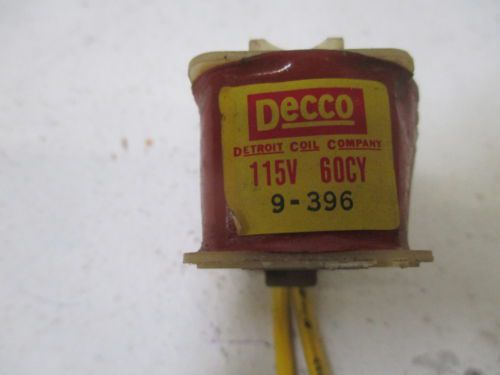 Decco
DETROIT COIL COMPANY
115V 60CY
9-396